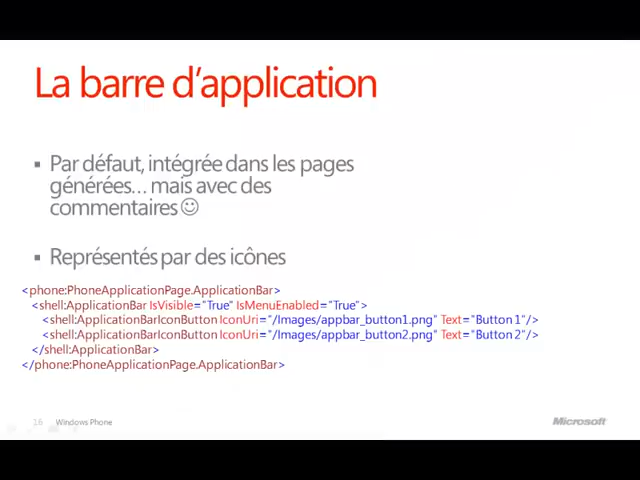 La barre d'application
▪ Par défaut, intégrée dans les pages
générées… mais avec des
commentaires ☺
▪ Représentés par des icônes
<phone:PhoneApplicationPage.ApplicationBar>
<shell:ApplicationBar IsVisible="True" IsMenuEnabled="True">
<shell:ApplicationBarIconButton IconUri="/Images/appbar_button1.png" Text="Button 1"/>
<shell:ApplicationBarIconButton IconUri="/Images/appbar_button2.png" Text="Button 2"/>
</shell:ApplicationBar>
</phone:PhoneApplicationPage.ApplicationBar>
16 Windows Phone
Microsoft